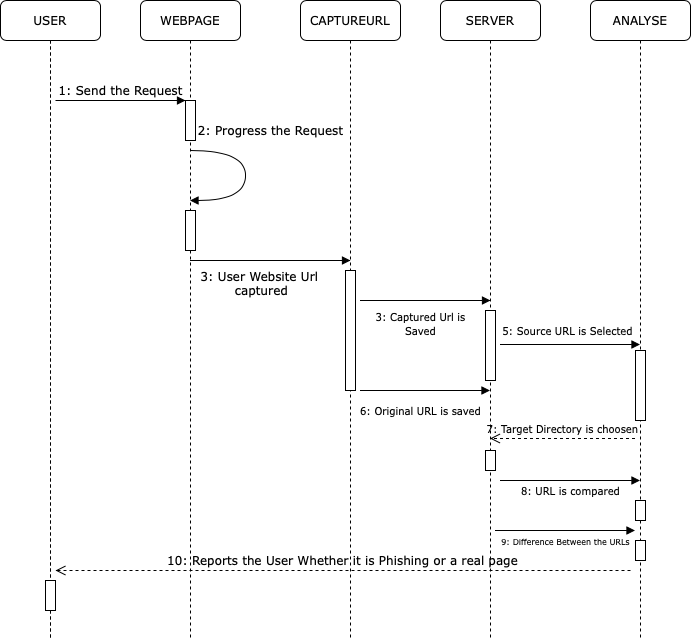 USER
WEBPAGE
CAPTUREURL
SERVER
ANALYSE
1: Send the Request
2: Progress the Request
3: User Website Url
captured
3: Captured Url is
Saved
5: Source URL is Selected
6: Original URL is saved
7: Target Directory is choosen
8: URL is compared
9: Difference Between the URLs
10: Reports the User Whether it is Phishing or a real page